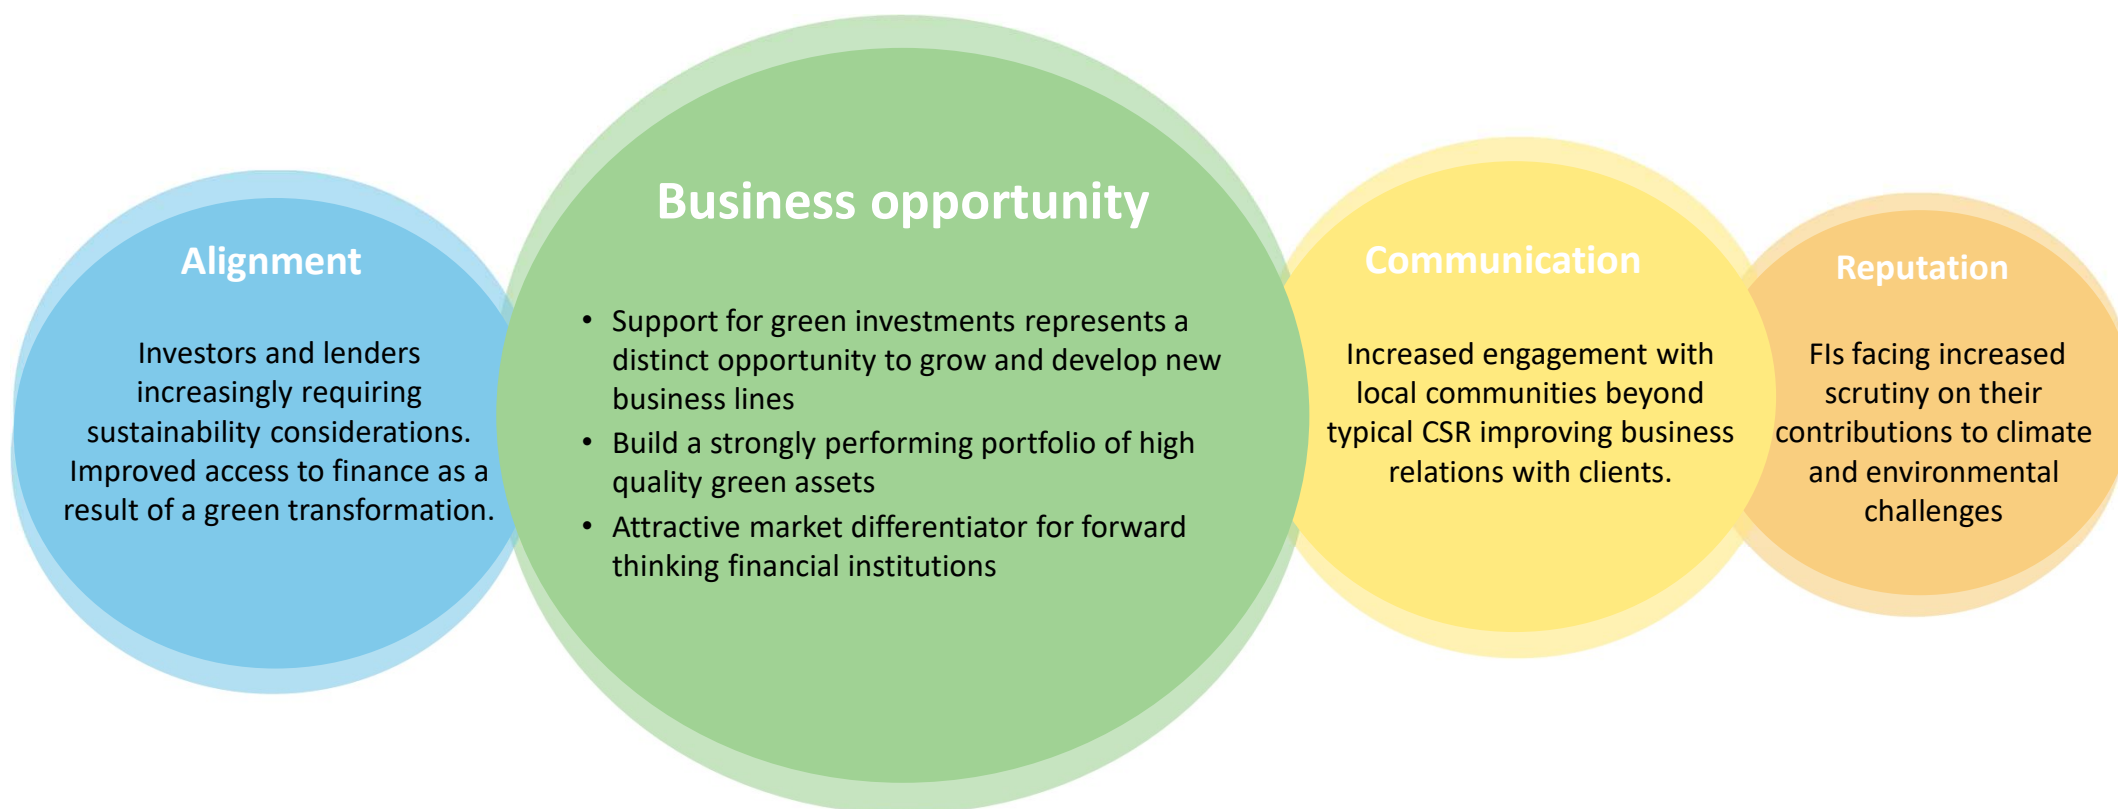 Alignment
Investors and lenders
increasingly requiring
sustainability considerations.
Improved access to finance as a
result of a green transformation.
Business opportunity
• Support for green investments represents a
distinct opportunity to grow and develop new
business lines
• Build a strongly performing portfolio of high
quality green assets
• Attractive market differentiator for forward
thinking financial institutions
Communication
Increased engagement with
local communities beyond
typical CSR improving business
relations with clients.
Reputation
FIs facing increased
scrutiny on their
contributions to climate
and environmental
challenges